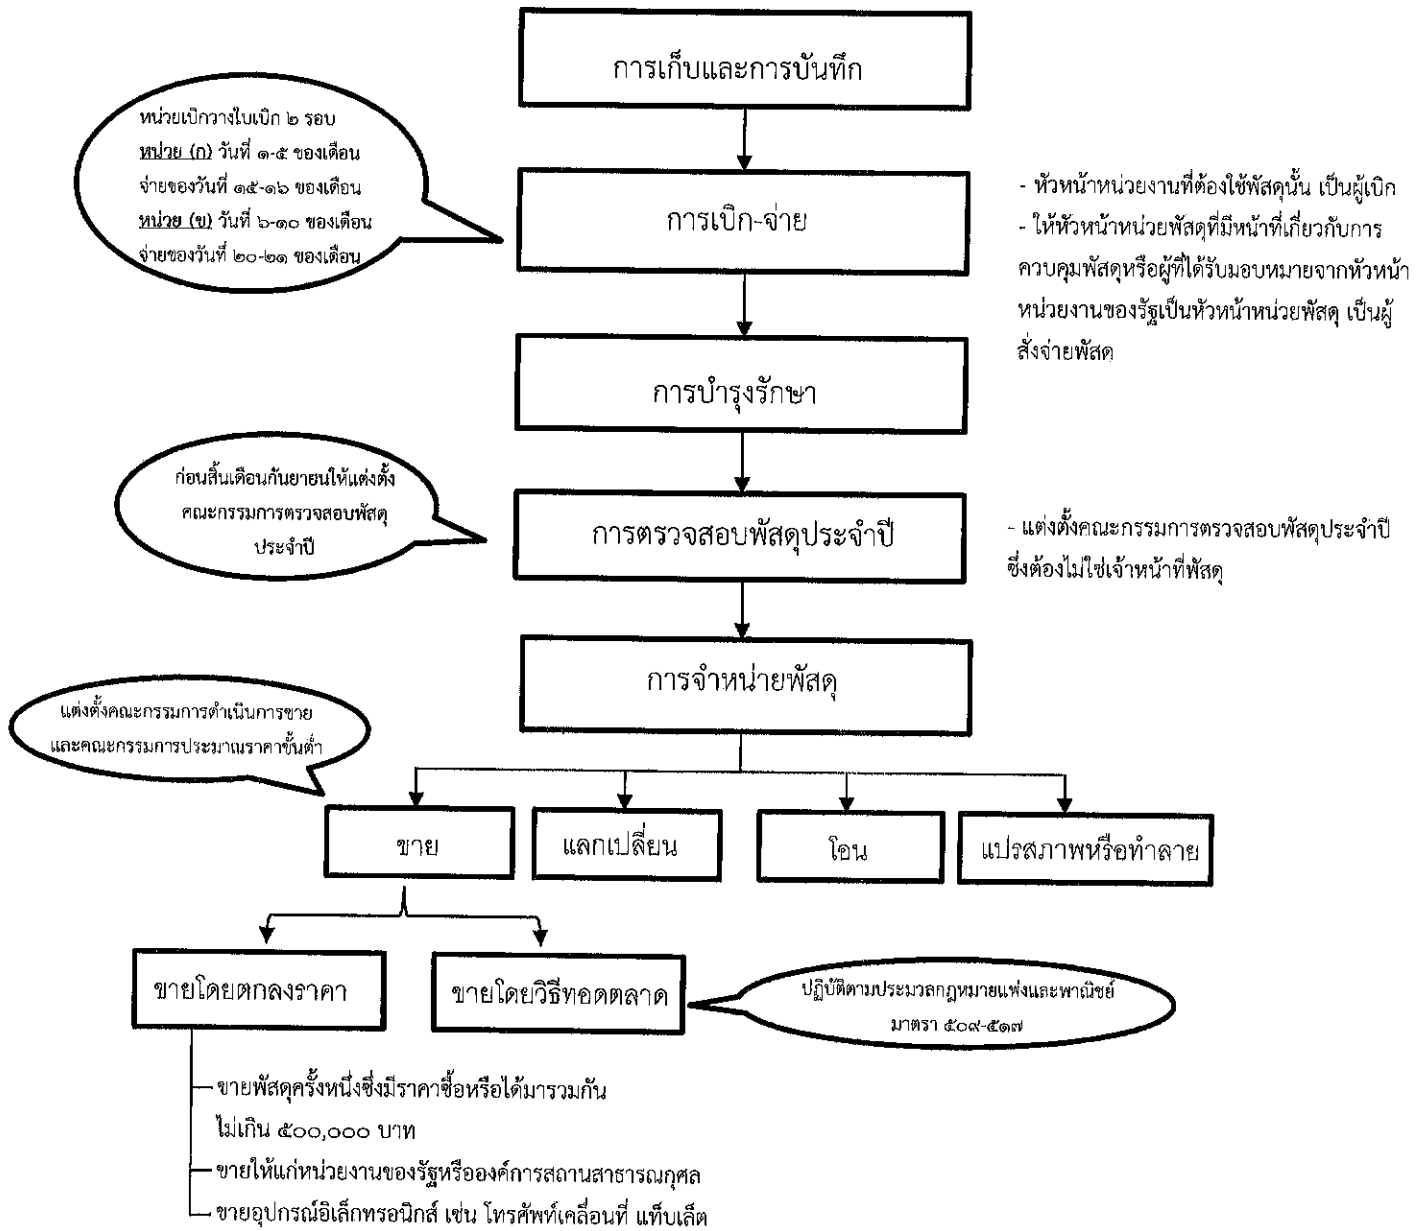 การเก็บและการบันทึก
หน่วยเบิกวางใบเบิก ๒ รอบ
หน่วย (ก) วันที่ ๑-๕ ของเดือน
จ่ายของวันที่ ๑๕-๑๖ ของเดือน
หน่วย (ข) วันที่ ๖-๑๐ ของเดือน
จ่ายของวันที่ ๒๐-๒๑ ของเดือน
การเบิก-จ่าย
- หัวหน้าหน่วยงานที่ต้องใช้พัสดุนั้น เป็นผู้เบิก
- ให้หัวหน้าหน่วยพัสดุที่มีหน้าที่เกี่ยวกับการ
ควบคุมพัสดุหรือผู้ที่ได้รับมอบหมายจากหัวหน้า
หน่วยงานของรัฐเป็นหัวหน้าหน่วยพัสดุ เป็นผู้
สั่งจ่ายพัสดุ
การบำรุงรักษา
ก่อนสิ้นเดือนกันยายนให้แต่งตั้ง
คณะกรรมการตรวจสอบพัสดุ
ประจำปี
การตรวจสอบพัสดุประจำปี
- แต่งตั้งคณะกรรมการตรวจสอบพัสดุประจำปี
ซึ่งต้องไม่ใช่เจ้าหน้าที่พัสดุ
การจำหน่ายพัสดุ
แต่งตั้งคณะกรรมการดำเนินการขาย
และคณะกรรมการประมาณราคาขั้นต่ำ
ขาย
แลกเปลี่ยน
โอน
แปรสภาพหรือทำลาย
ขายโดยตกลงราคา
ขายโดยวิธีทอดตลาด
ปฏิบัติตามประมวลกฎหมายแพ่งและพาณิชย์
มาตรา ๕๐๙-๕๑๗
ขายพัสดุครั้งหนึ่งซึ่งมีราคาซื้อหรือได้มารวมกัน
ไม่เกิน ๕๐๐,๐๐๐ บาท
ขายให้แก่หน่วยงานของรัฐหรือองค์การสถานสาธารณกุศล
ขายอุปกรณ์อิเล็กทรอนิกส์ เช่น โทรศัพท์เคลื่อนที่ แท็บเล็ต